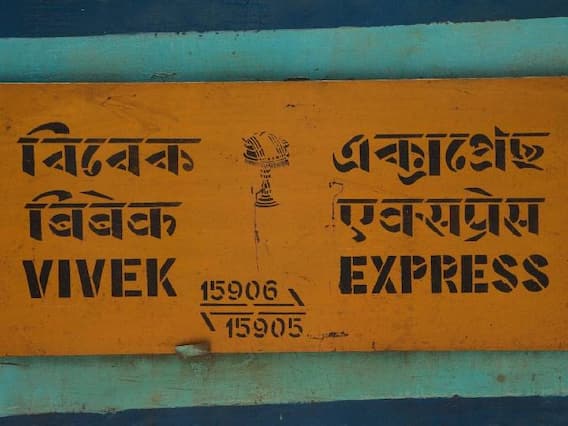 বিবেক এক্সপ্রেছ
बिबेक एक्सप्रेस
VIVEK EXPRESS
15906
15905